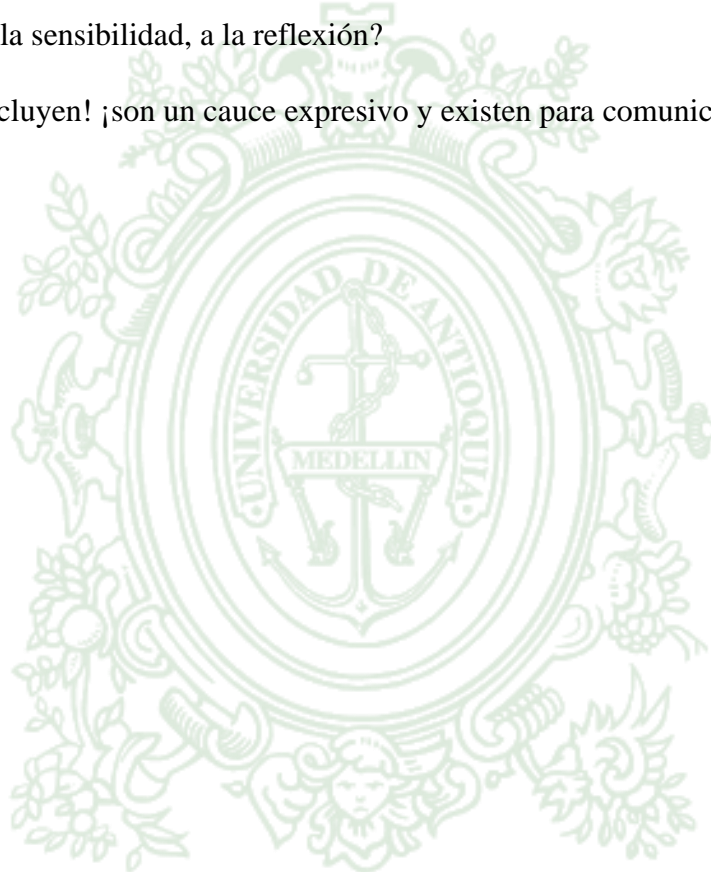 la sensibilidad, a la reflexión?
cluyen! ¡son un cauce expresivo y existen para comunic
UNIVERSIDAD DE ANTIOQUIA
MEDELLIN